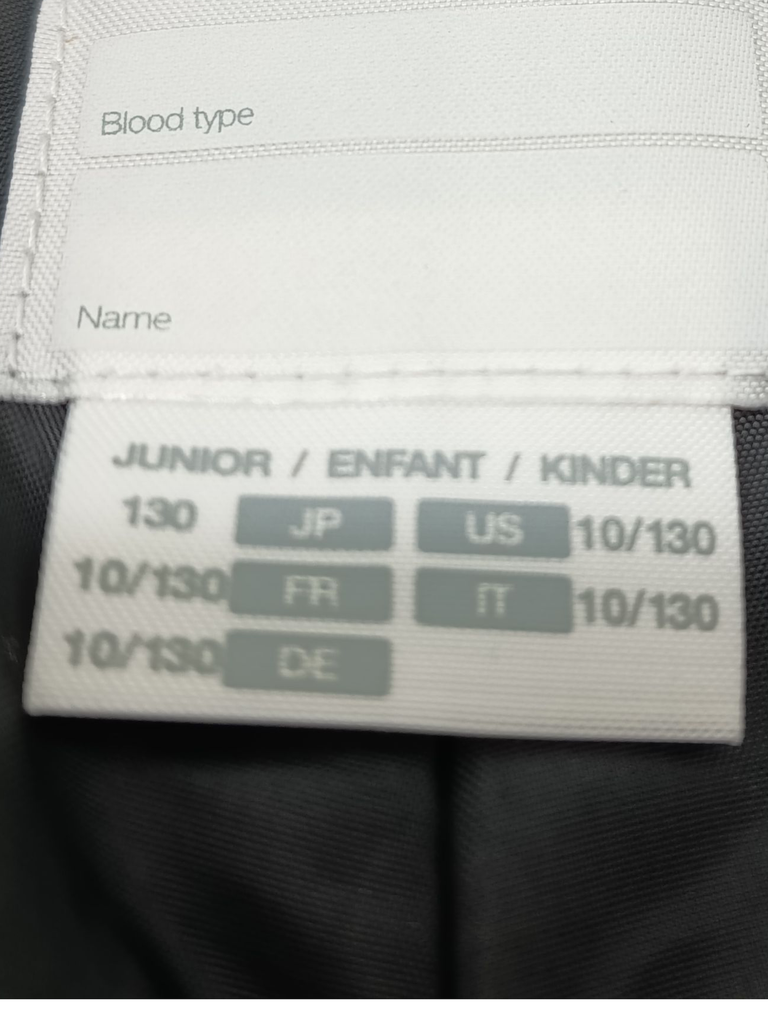 Blood type
Name
JUNIOR / ENFANT / KINDER
130 JP US 10/130
10/130 FR IT 10/130
10/130 DE